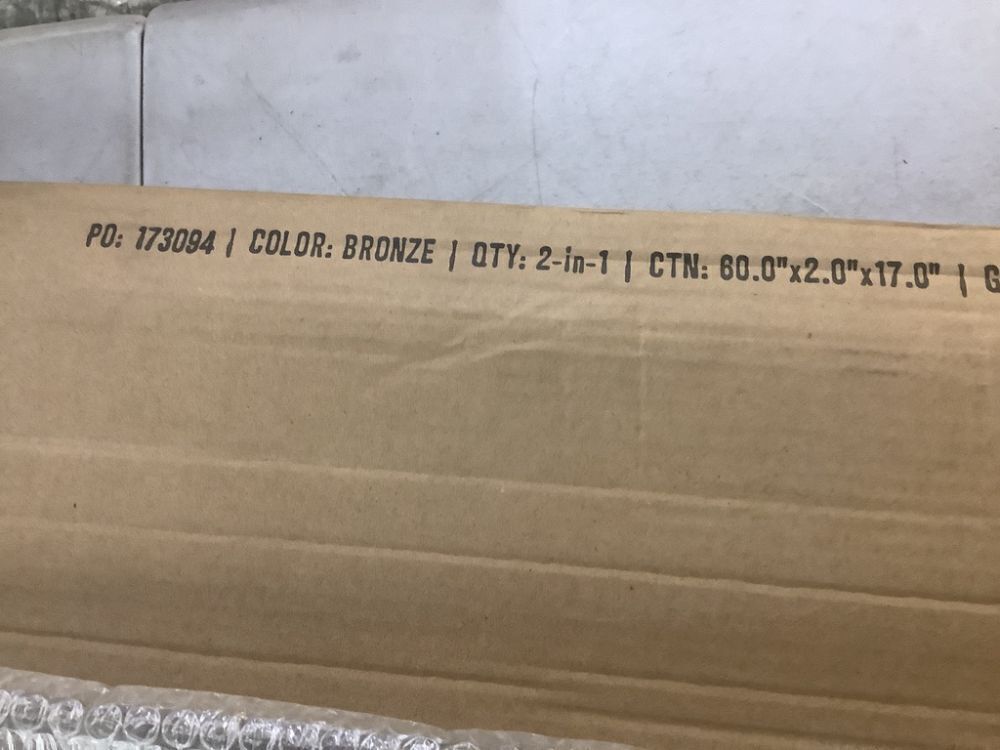 PO: 173094 | COLOR: BRONZE | QTY: 2-in-1 | CTN: 60.0"x2.0"x17.0" | G